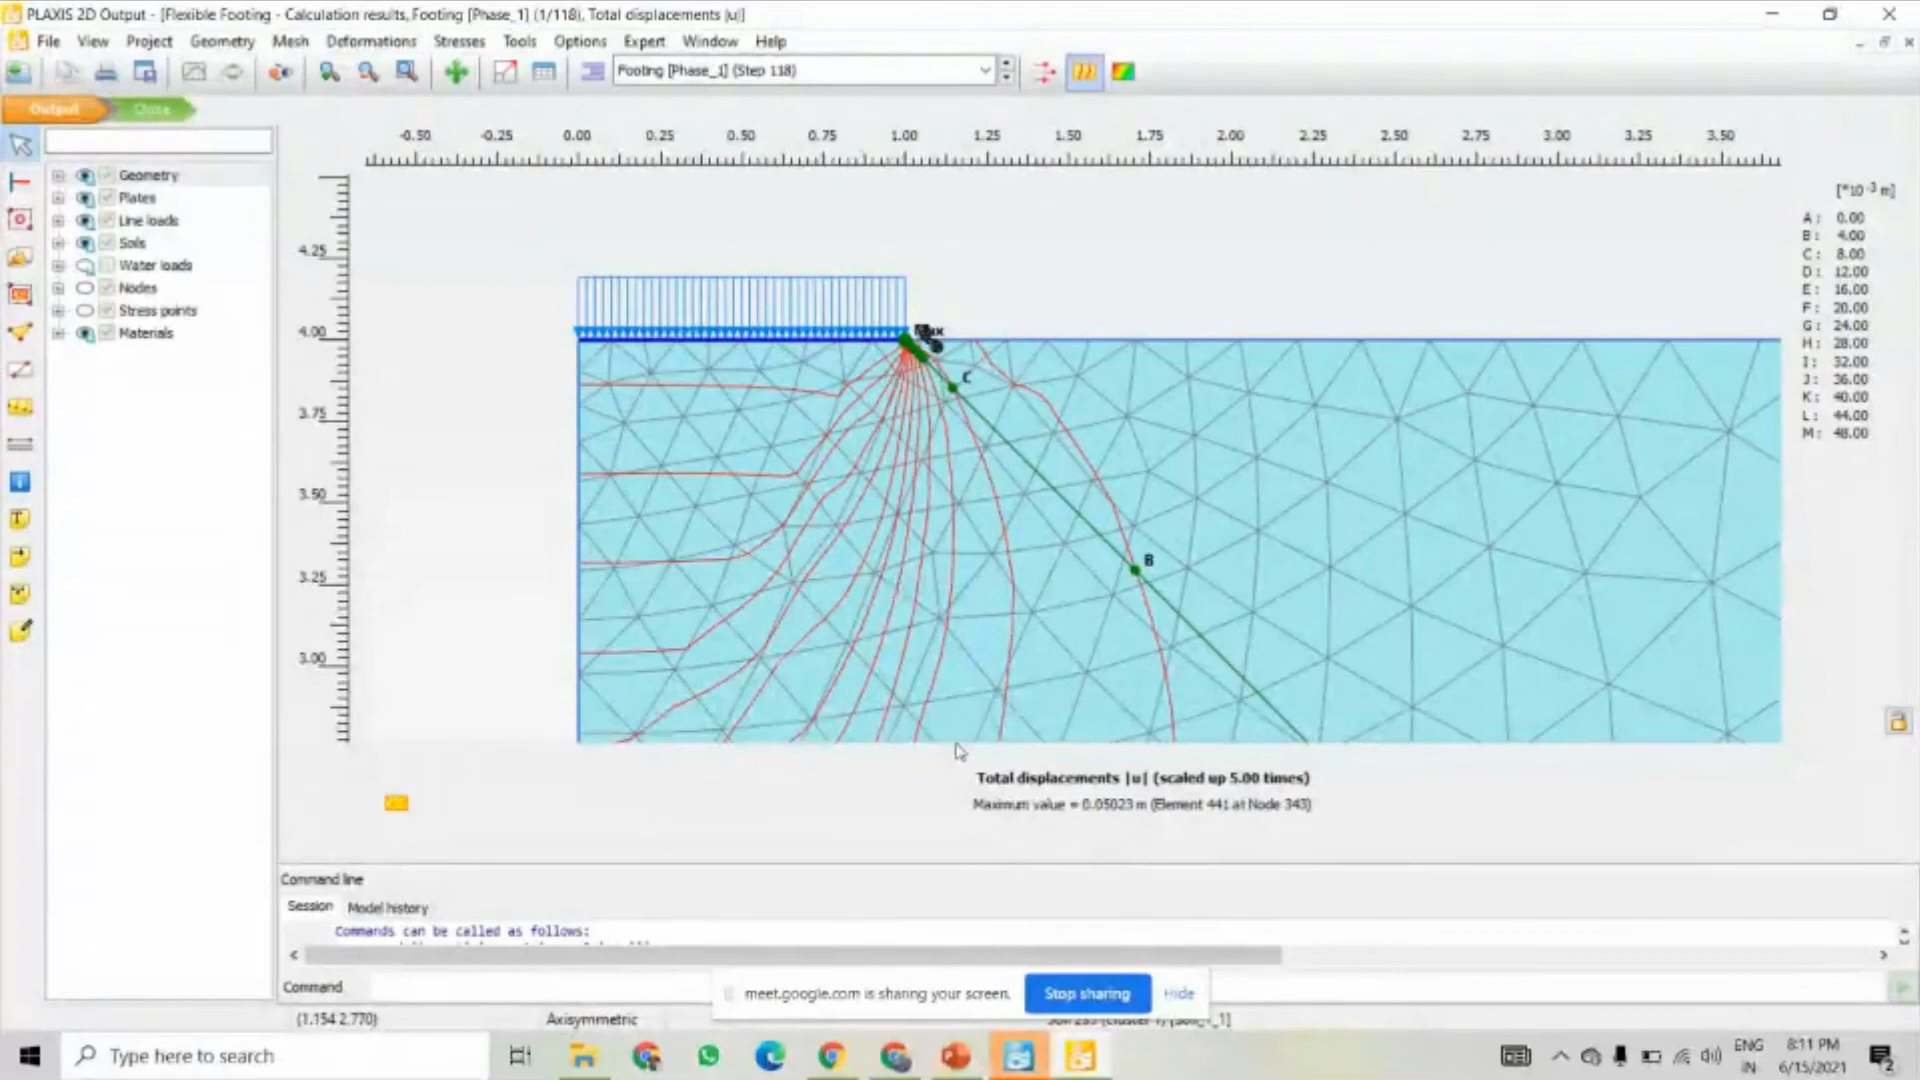 PLAXIS 2D Output - [Flexible Footing - Calculation results, Footing [Phase_1] (1/118), Total displacements |u|]
File View Project Geometry Mesh Deformations Stresses Tools Options Expert Window Help
Footing [Phase_1] (Step 118)
Output Close
-0.50 -0.25 0.00 0.25 0.50 0.75 1.00 1.25 1.50 1.75 2.00 2.25 2.50 2.75 3.00 3.25 3.50
Geometry
Plates
Line loads
Soils
Water loads
Nodes
Stress points
Materials
4.25
4.00
3.75
3.50
3.25
3.00
C
B
[*10 -3 m]
A : 0.00
B : 4.00
C : 8.00
D : 12.00
E : 16.00
F : 20.00
G : 24.00
H : 28.00
I : 32.00
J : 36.00
K : 40.00
L : 44.00
M : 48.00
Total displacements |u| (scaled up 5.00 times)
Maximum value = 0.05023 m (Element 441 at Node 343)
Command line
Session Model history
Commands can be called as follows:
Command
meet.google.com is sharing your screen. Stop sharing Hide
(1.154 2.770) Axisymmetric
Type here to search
ENG
IN
8:11 PM
6/15/2021
2